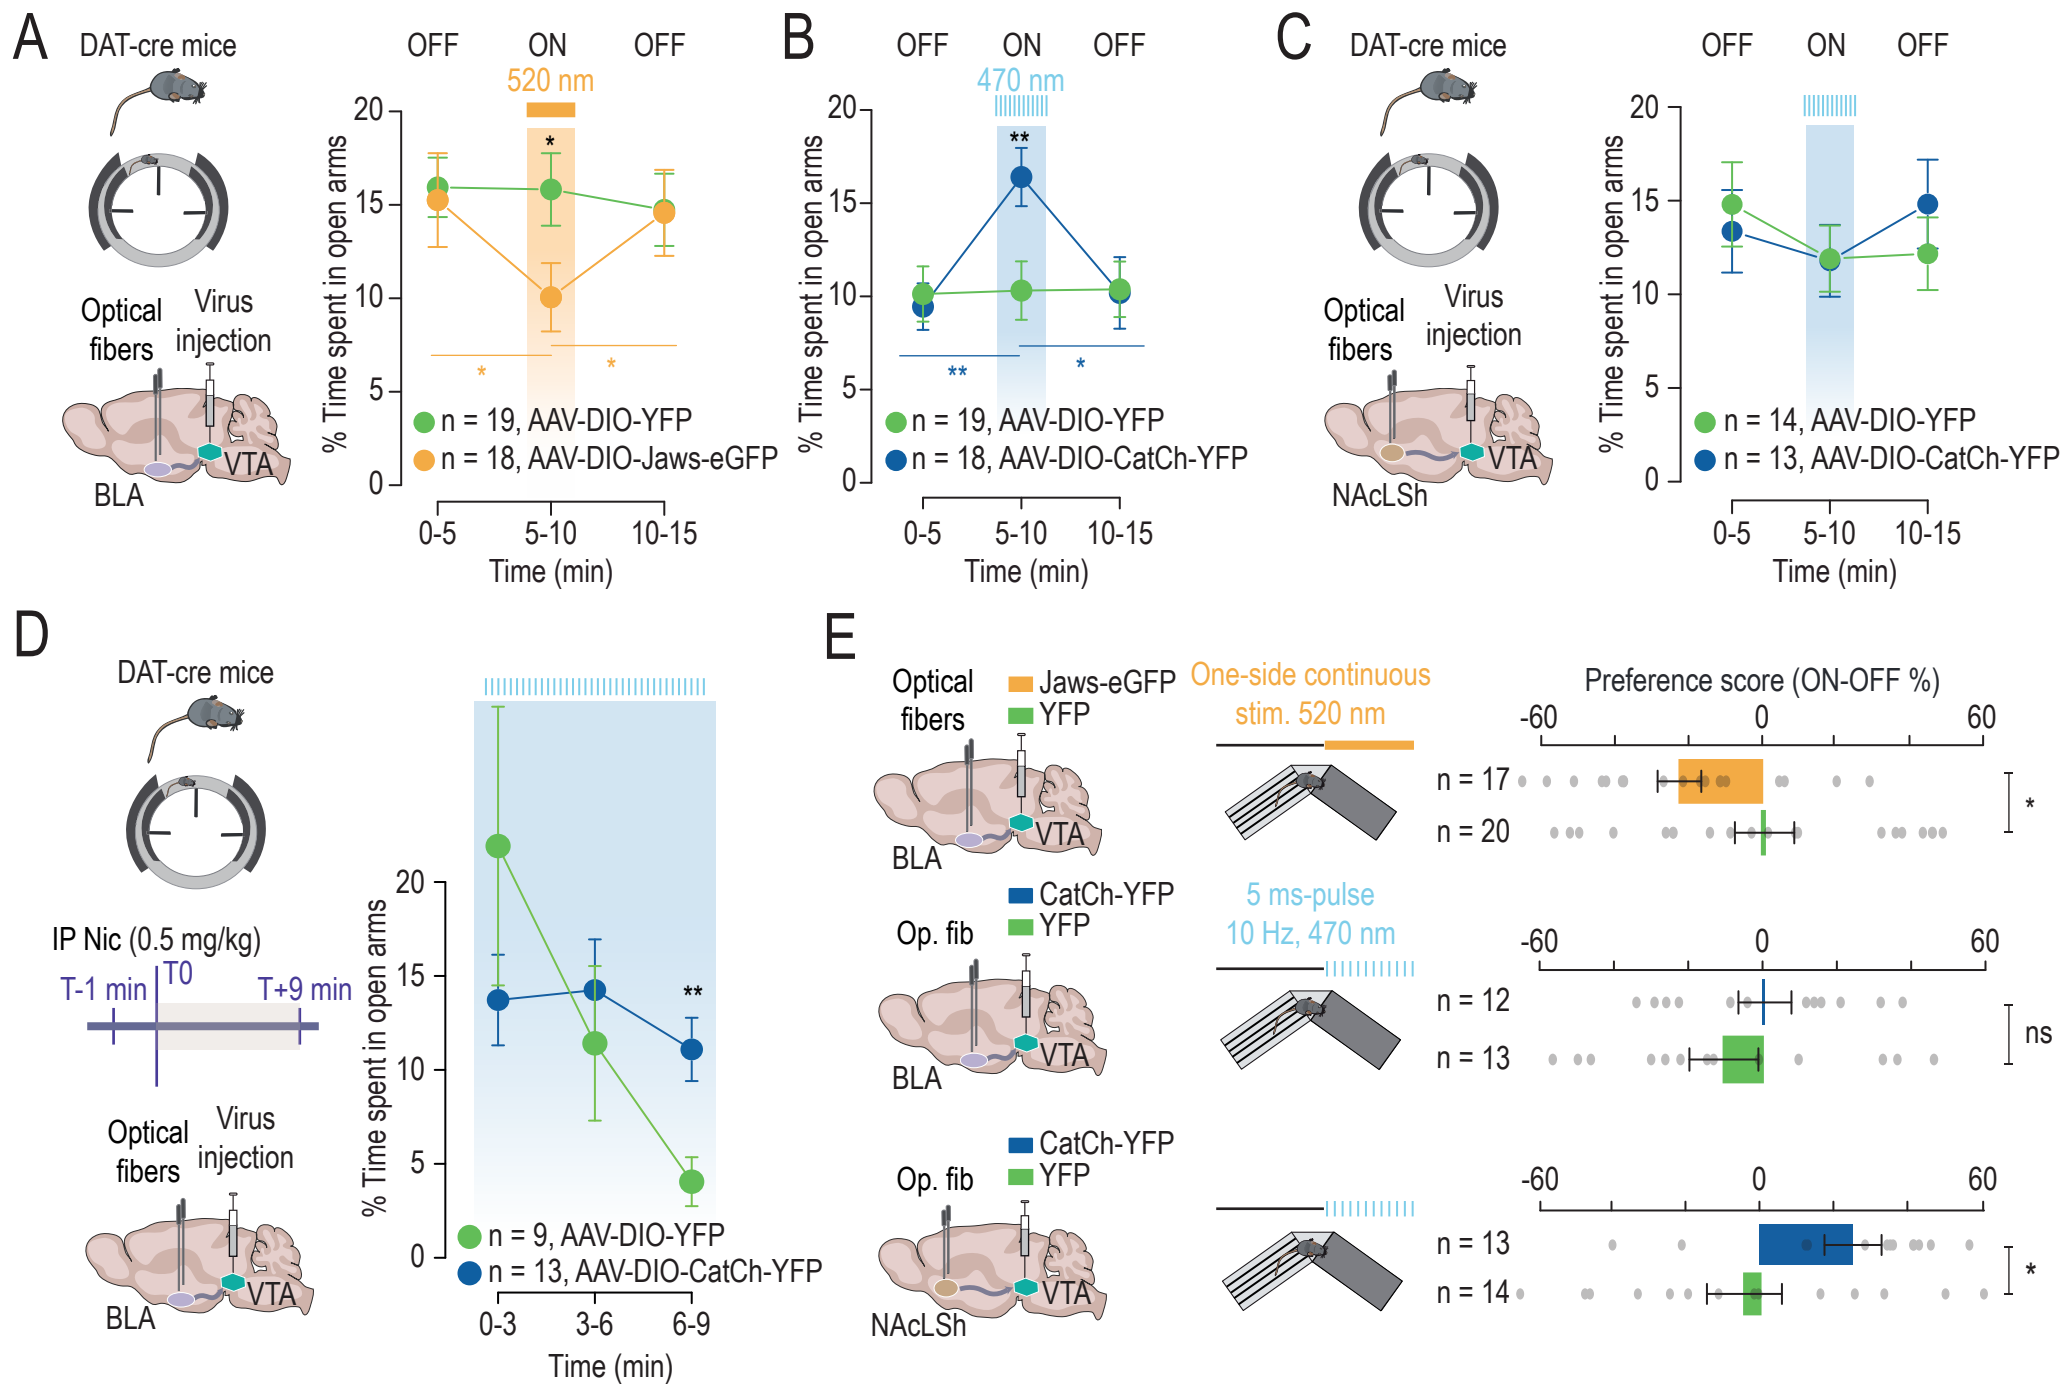 A
DAT-cre mice
OFF
ON
OFF
520 nm
*
20
15
10
5
0
% Time spent in open arms
*
*
n = 19, AAV-DIO-YFP
n = 18, AAV-DIO-Jaws-eGFP
0-5
5-10
10-15
Time (min)
Optical
fibers
Virus
injection
VTA
BLA
B
OFF
ON
OFF
470 nm
**
20
15
10
5
0
% Time spent in open arms
**
*
n = 19, AAV-DIO-YFP
n = 18, AAV-DIO-CatCh-YFP
0-5
5-10
10-15
Time (min)
C
DAT-cre mice
OFF
ON
OFF
20
15
10
5
0
% Time spent in open arms
n = 14, AAV-DIO-YFP
n = 13, AAV-DIO-CatCh-YFP
0-5
5-10
10-15
Time (min)
Optical
fibers
Virus
injection
VTA
NAcLSh
D
DAT-cre mice
IP Nic (0.5 mg/kg)
T-1 min
T0
T+9 min
Optical
fibers
Virus
injection
VTA
BLA
20
15
10
5
0
% Time spent in open arms
**
n = 9, AAV-DIO-YFP
n = 13, AAV-DIO-CatCh-YFP
0-3
3-6
6-9
Time (min)
E
Optical
fibers
Jaws-eGFP
YFP
VTA
BLA
One-side continuous
stim. 520 nm
Preference score (ON-OFF %)
-60
0
60
n = 17
n = 20
*
Op. fib
CatCh-YFP
YFP
VTA
BLA
5 ms-pulse
10 Hz, 470 nm
-60
0
60
n = 12
n = 13
ns
Op. fib
CatCh-YFP
YFP
VTA
NAcLSh
-60
0
60
n = 13
n = 14
*